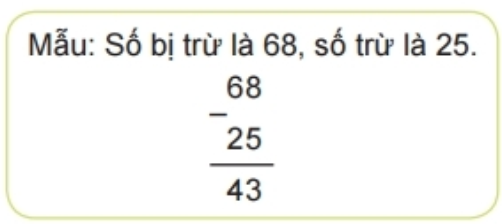 Mẫu: Số bị trừ là 68, số trừ là 25.
68
−
25
43